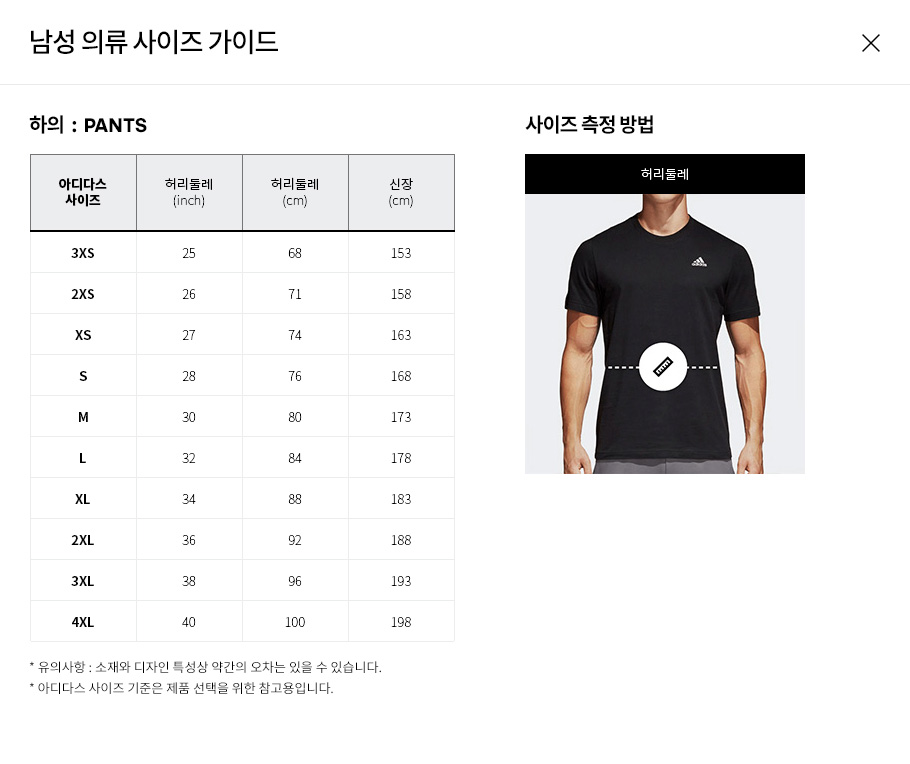 남성 의류 사이즈 가이드
하의 : PANTS
아디다스 사이즈 허리둘레 (inch) 허리둘레 (cm) 신장 (cm)
3XS 25 68 153
2XS 26 71 158
XS 27 74 163
S 28 76 168
M 30 80 173
L 32 84 178
XL 34 88 183
2XL 36 92 188
3XL 38 96 193
4XL 40 100 198
* 유의사항 : 소재와 디자인 특성상 약간의 오차는 있을 수 있습니다.
* 아디다스 사이즈 기준은 제품 선택을 위한 참고용입니다.
사이즈 측정 방법
허리둘레
adidas